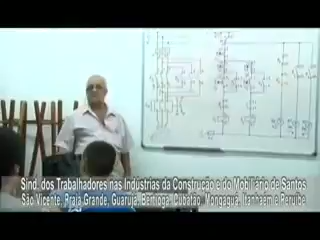 Sind. dos Trabalhadores nas Indústrias da Construçao e do Mobiliário de Santos
São Vicente, Praia Grande, Guarujá, Bertioga, Cubatão, Mongaguá, Itanhaém e Peruíbe